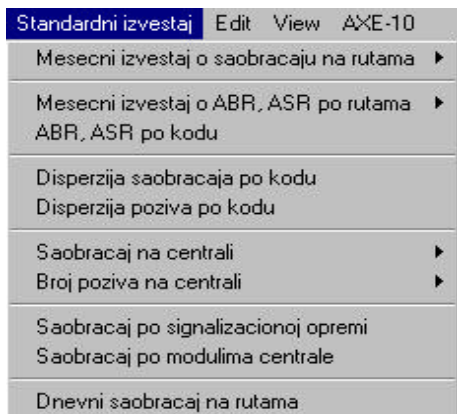 Standardni izvestaj Edit View AXE-10
Mesecni izvestaj o saobracaju na rutama
Mesecni izvestaj o ABR, ASR po rutama
ABR, ASR po kodu
Disperzija saobracaja po kodu
Disperzija poziva po kodu
Saobracaj na centrali
Broj poziva na centrali
Saobracaj po signalizacionoj opremi
Saobracaj po modulima centrale
Dnevni saobracaj na rutama